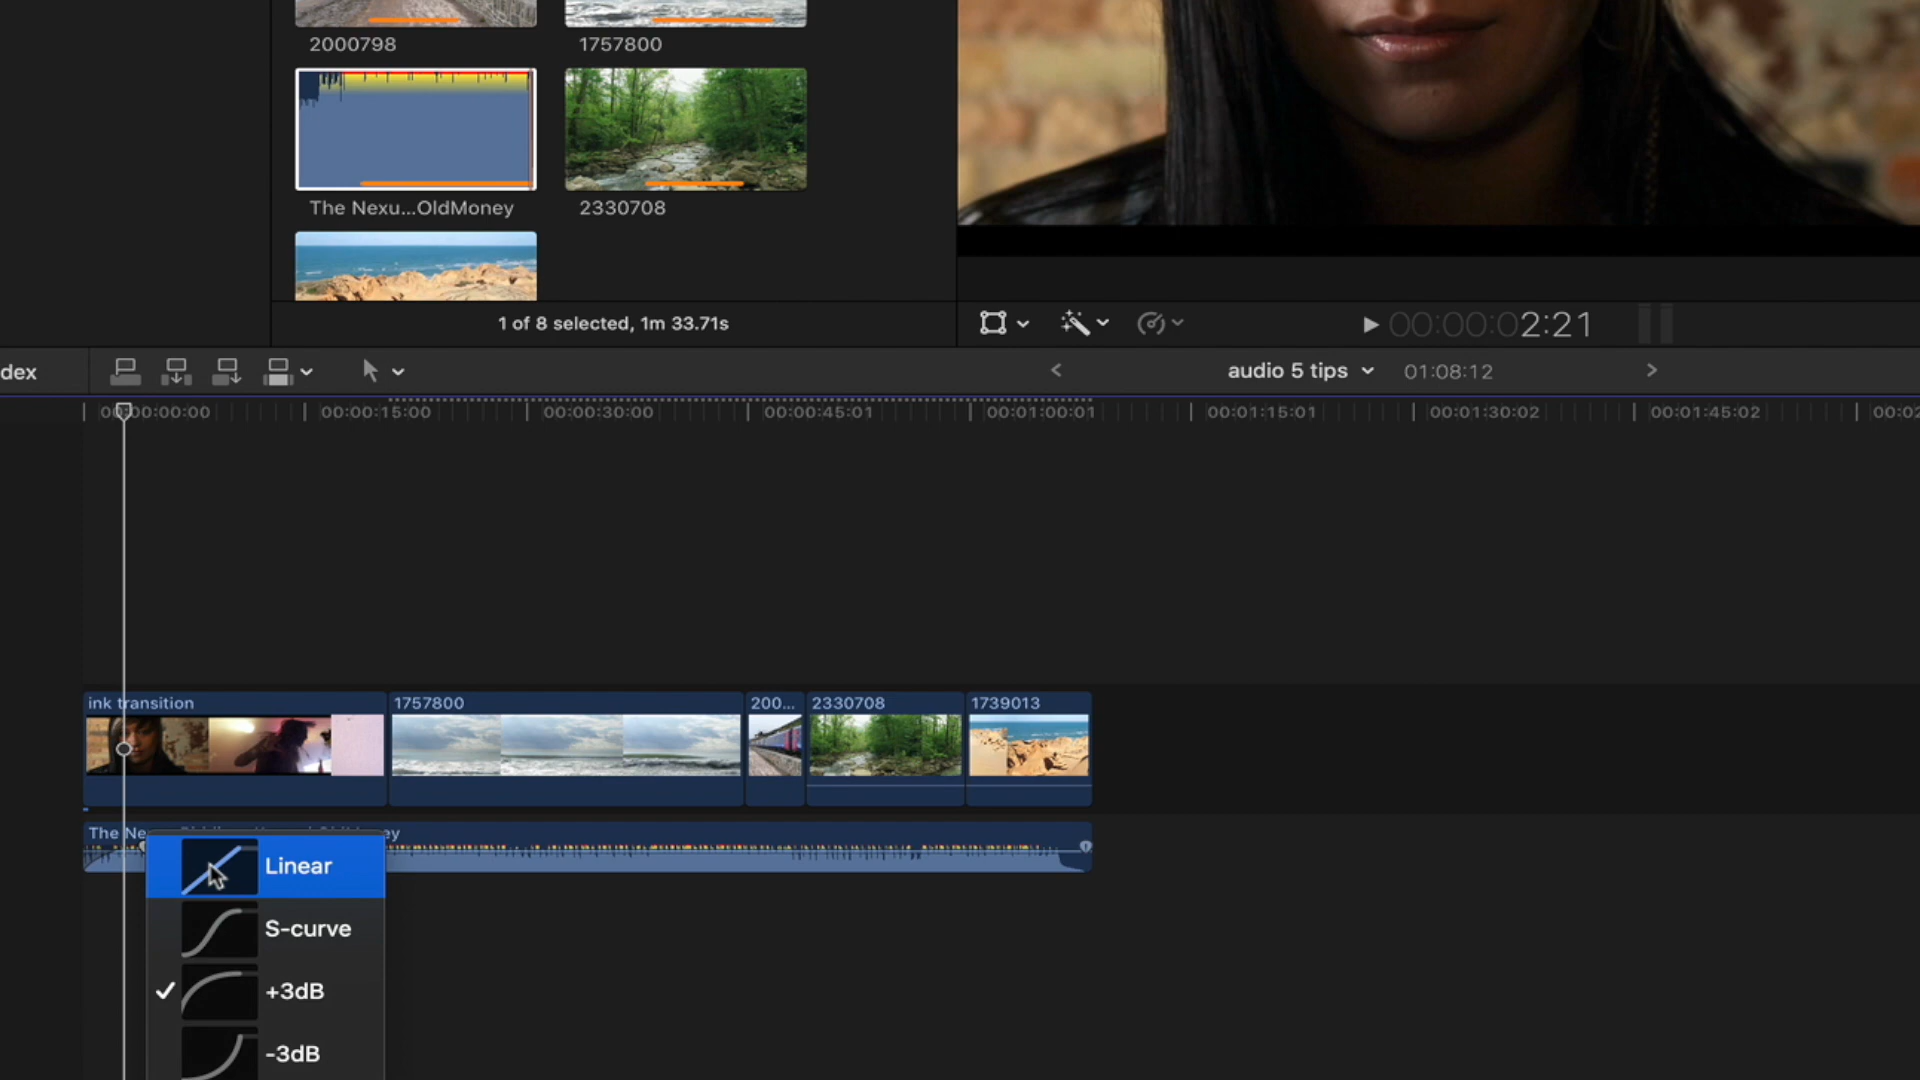 2000798
1757800
The Nexu...OldMoney
2330708
1 of 8 selected, 1m 33.71s
00:00:02:21
dex
audio 5 tips
01:08:12
00:00:00:00
00:00:15:00
00:00:30:00
00:00:45:01
00:01:00:01
00:01:15:01
00:01:30:02
00:01:45:02
00:02
ink transition
1757800
200...
2330708
1739013
The Ne
ey
Linear
S-curve
+3dB
-3dB